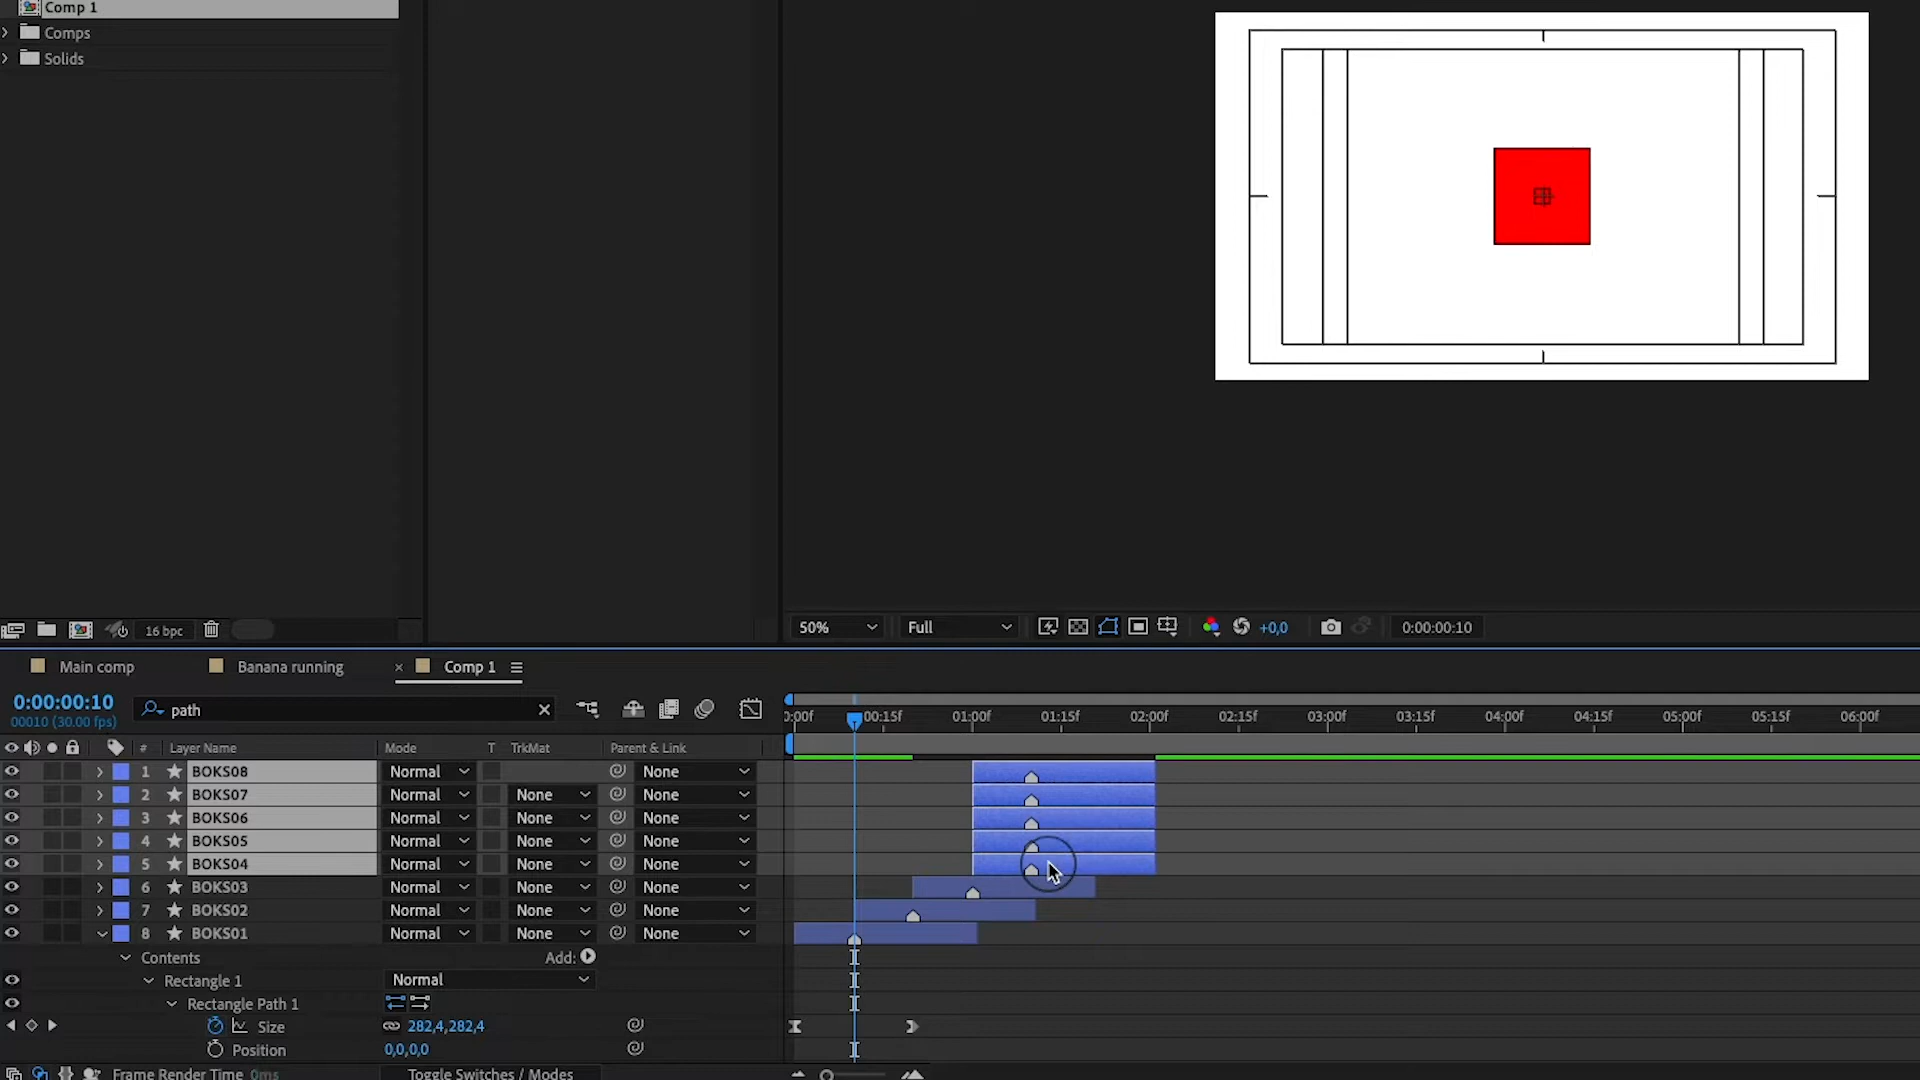 Comp 1
Comps
Solids
16 bpc
50%
Full
+0,0
0:00:00:10
Main comp
Banana running
Comp 1
0:00:00:10
00010 (30.00 fps)
path
0:00f 00:15f 01:00f 01:15f 02:00f 02:15f 03:00f 03:15f 04:00f 04:15f 05:00f 05:15f 06:00f
# Layer Name Mode T TrkMat Parent & Link
1 BOKS08 Normal None
2 BOKS07 Normal None None
3 BOKS06 Normal None None
4 BOKS05 Normal None None
5 BOKS04 Normal None None
6 BOKS03 Normal None None
7 BOKS02 Normal None None
8 BOKS01 Normal None None
Contents Add:
Rectangle 1 Normal
Rectangle Path 1
Size 282,4,282,4
Position 0,0,0,0
Frame Render Time 0ms Toggle Switches / Modes